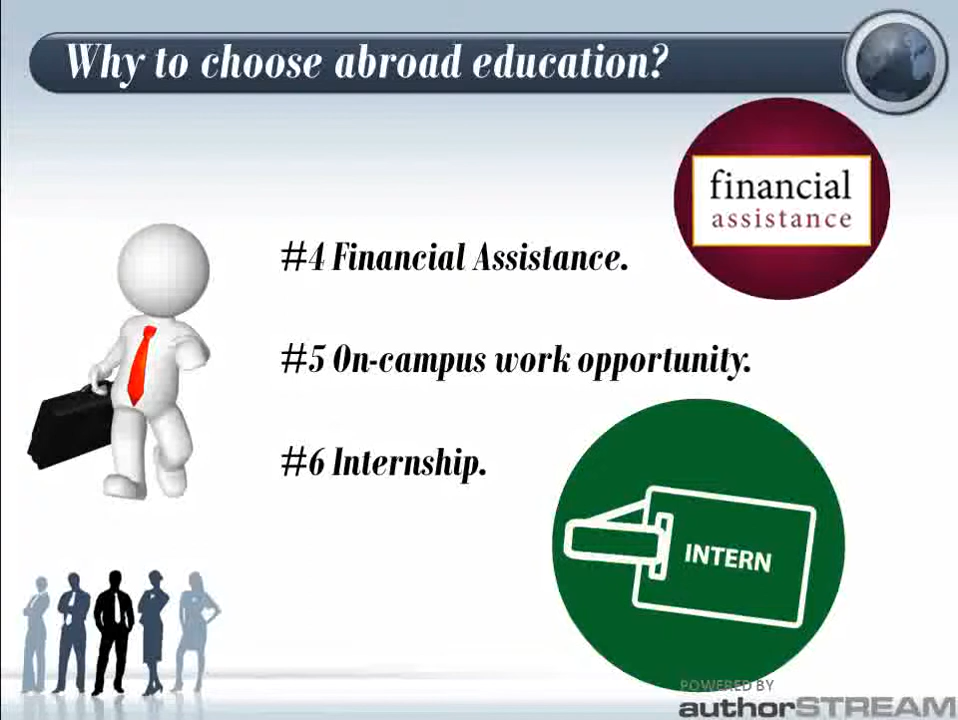 Why to choose abroad education?
financial
assistance
#4 Financial Assistance.
#5 On-campus work opportunity.
#6 Internship.
INTERN
POWERED BY
authorSTREAM